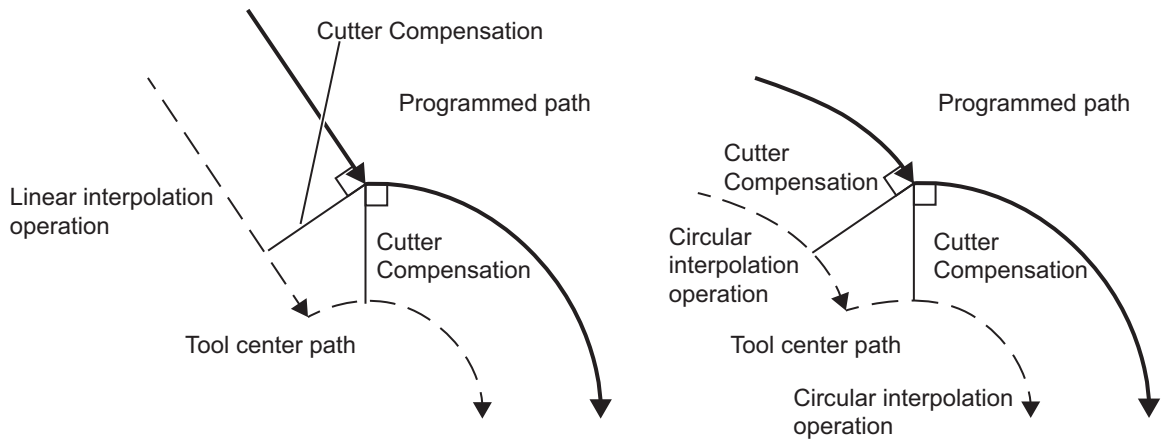 Cutter Compensation
Programmed path
Linear interpolation
operation
Cutter
Compensation
Tool center path
Programmed path
Cutter
Compensation
Circular
interpolation
operation
Cutter
Compensation
Tool center path
Circular interpolation
operation